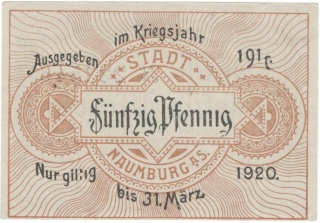 im Kriegsjahr
Ausgegeben
STADT
Fünfzig Pfennig
NAUMBURG A/S.
Nur gültig
1920.
bis 31. März